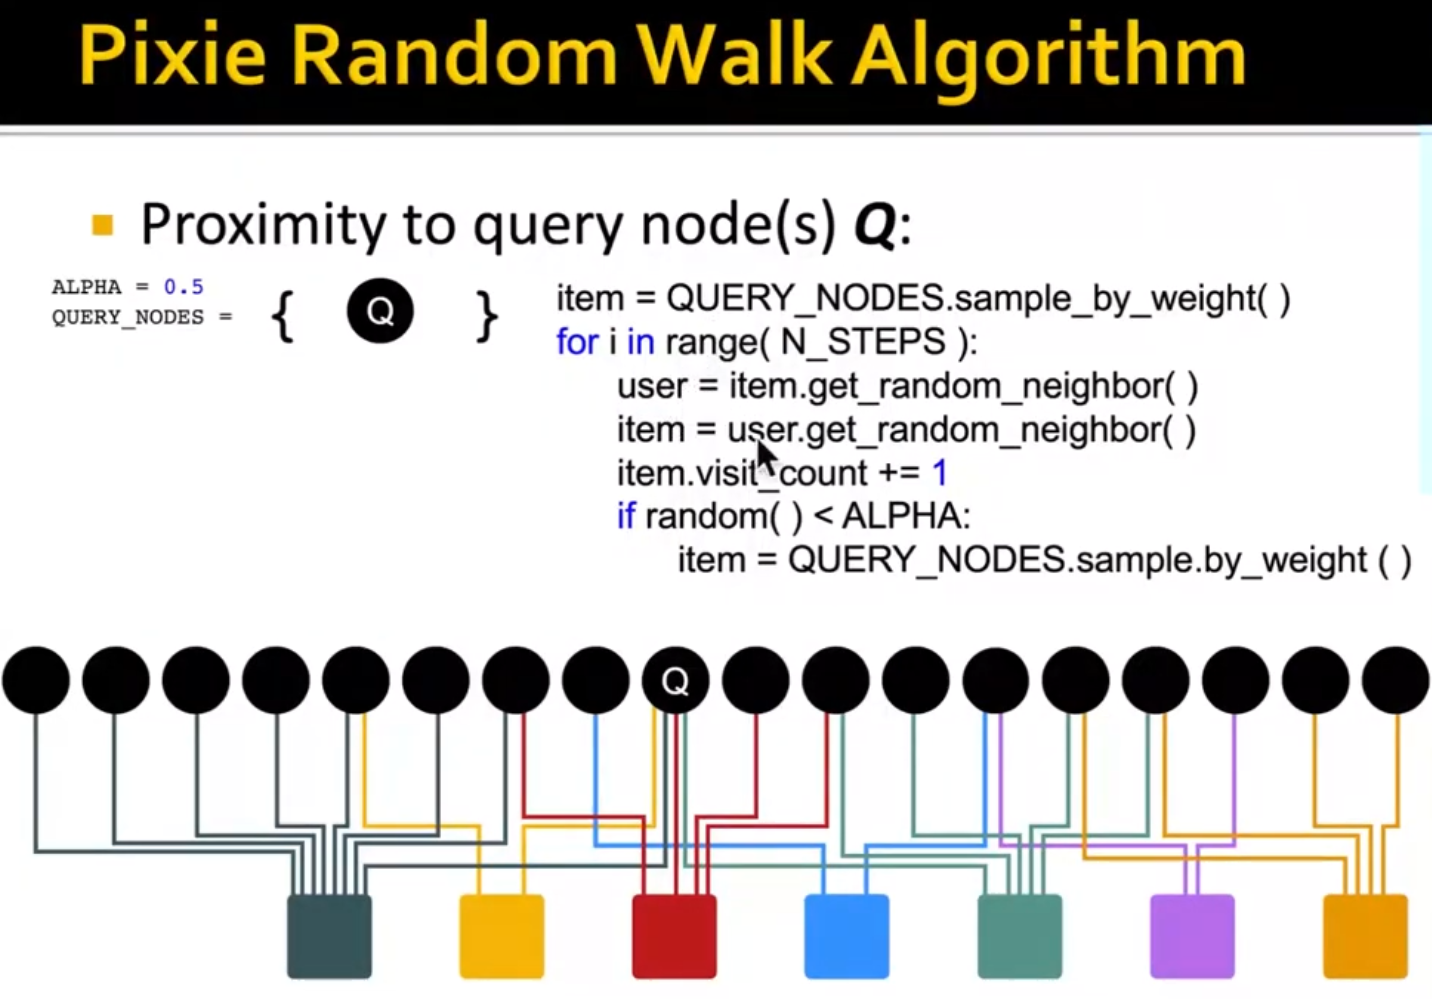 Pixie Random Walk Algorithm
Proximity to query node(s) Q:
ALPHA = 0.5
QUERY_NODES = { Q }
item = QUERY_NODES.sample_by_weight( )
for i in range( N_STEPS ):
user = item.get_random_neighbor( )
item = user.get_random_neighbor( )
item.visit_count += 1
if random( ) < ALPHA:
item = QUERY_NODES.sample.by_weight ( )
Q